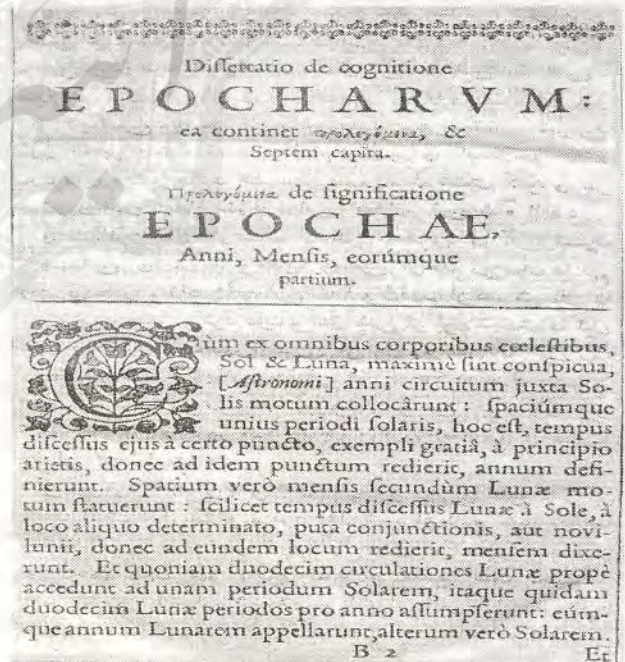 Dissertatio de cognitione
EPOCHARVM:
ea continet προλεγόμενα, &
Septem capita.
Προλεγόμενα de significatione
EPOCHAE,
Anni, Mensis, eorúmque
partium.
Cùm ex omnibus corporibus cœlestibus,
Sol & Luna, maximè sint conspicua,
[Astronomi] anni circuitum juxta So-
lis motum collocârunt: spaciúmque
unius periodi solaris, hoc est, tempus
discessus ejus à certo puncto, exempli gratiâ, à principio
arietis, donec ad idem punctum redierit, annum defi-
nierunt. Spatium verò mensis secundùm Lunæ mo-
tum statuerunt: scilicet tempus discessus Lunæ à Sole, à
loco aliquo determinato, puta conjunctionis, aut novi-
lunii, donec ad eundem locum redierit, mensem dixe-
runt. Et quoniam duodecim circulationes Lunæ propè
accedunt ad unam periodum Solarem, itaque quidam
duodecim Lunæ periodos pro anno assumpserunt: eúm-
que annum Lunarem appellarunt, alterum verò Solarem.
B 2 Et